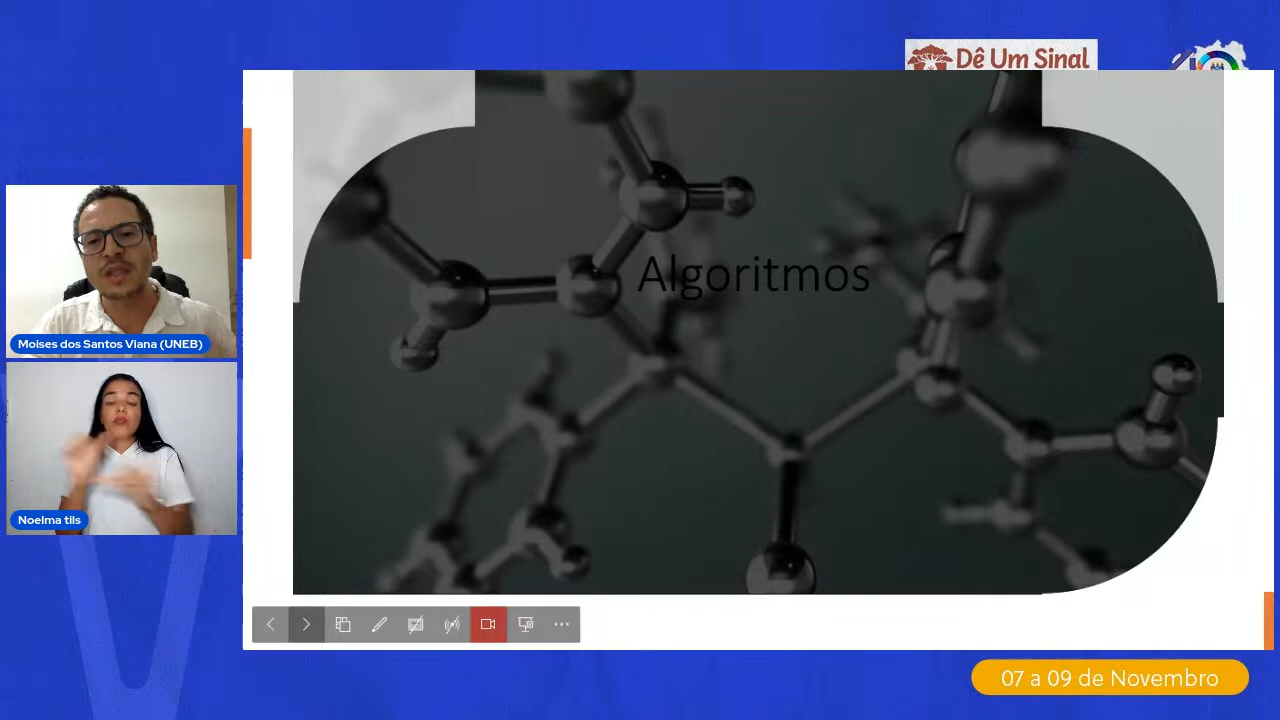 Dê Um Sinal
Algoritmos
Moises dos Santos Viana (UNEB)
Noelma tils
07 a 09 de Novembro